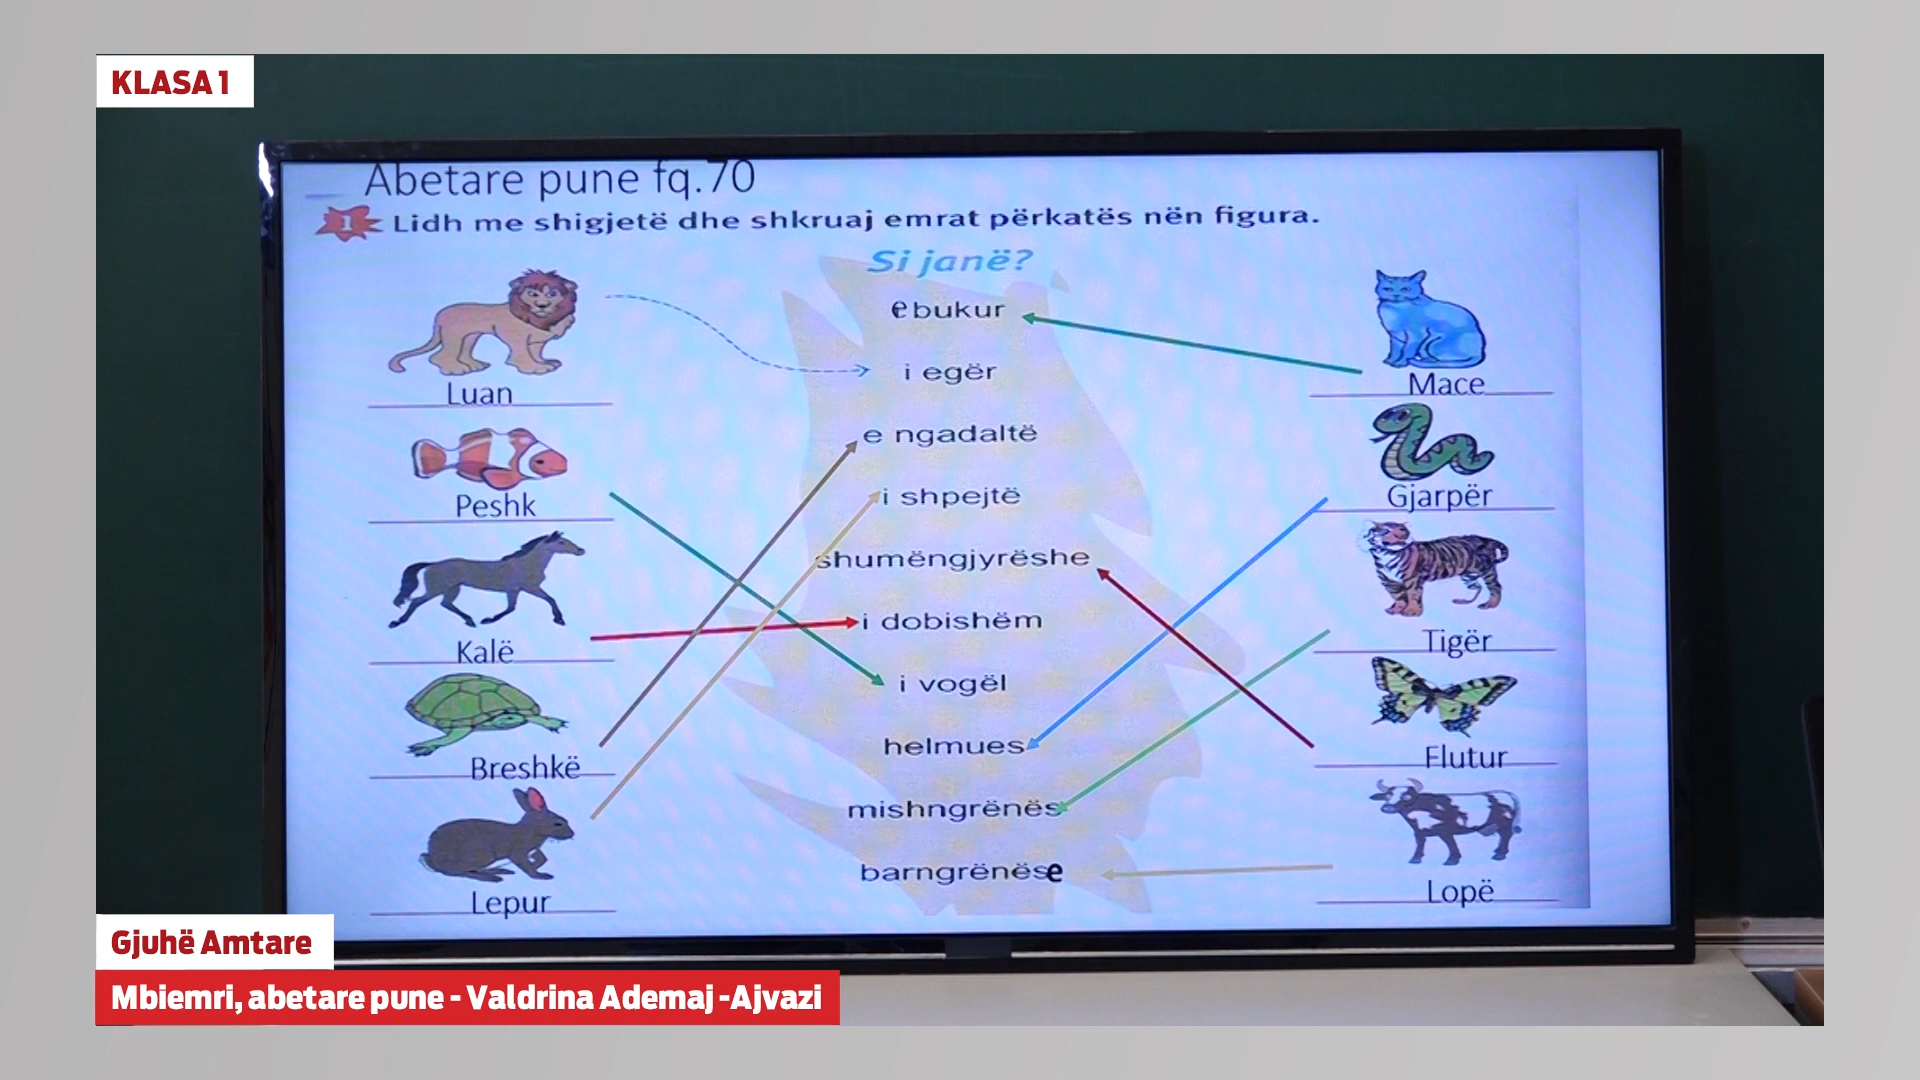 KLASA 1
Abetare pune fq.70
1 Lidh me shigjetë dhe shkruaj emrat përkatës nën figura.
Si janë?
e bukur
i egër
e ngadaltë
i shpejtë
shumëngjyrëshe
i dobishëm
i vogël
helmues
mishngrënës
barngrënëse
Luan
Peshk
Kalë
Breshkë
Lepur
Mace
Gjarpër
Tigër
Flutur
Lopë
Gjuhë Amtare
Mbiemri, abetare pune - Valdrina Ademaj -Ajvazi